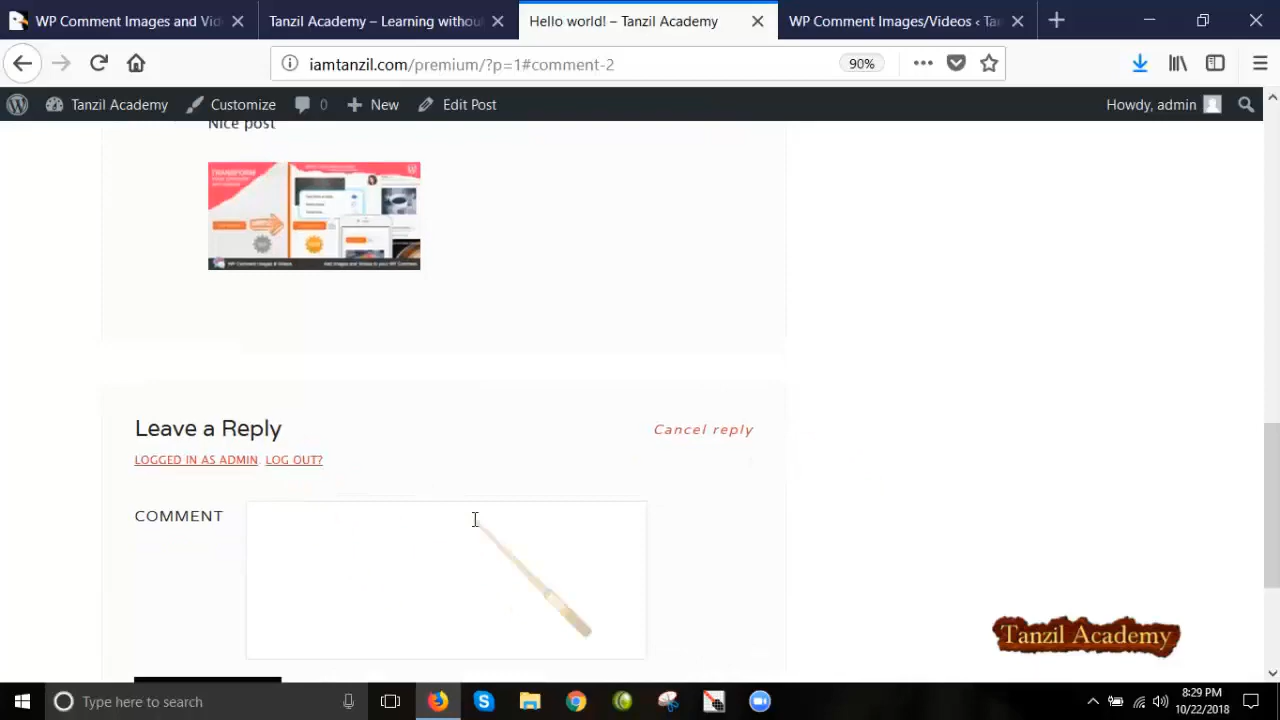 WP Comment Images and Vid
Tanzil Academy – Learning withou
Hello world! – Tanzil Academy
WP Comment Images/Videos ‹ Ta
iamtanzil.com/premium/?p=1#comment-2
90%
Tanzil Academy
Customize
0
New
Edit Post
Howdy, admin
Nice post
TRANSFORM
Leave a Reply
Cancel reply
LOGGED IN AS ADMIN. LOG OUT?
COMMENT
Tanzil Academy
Type here to search
8:29 PM
10/22/2018